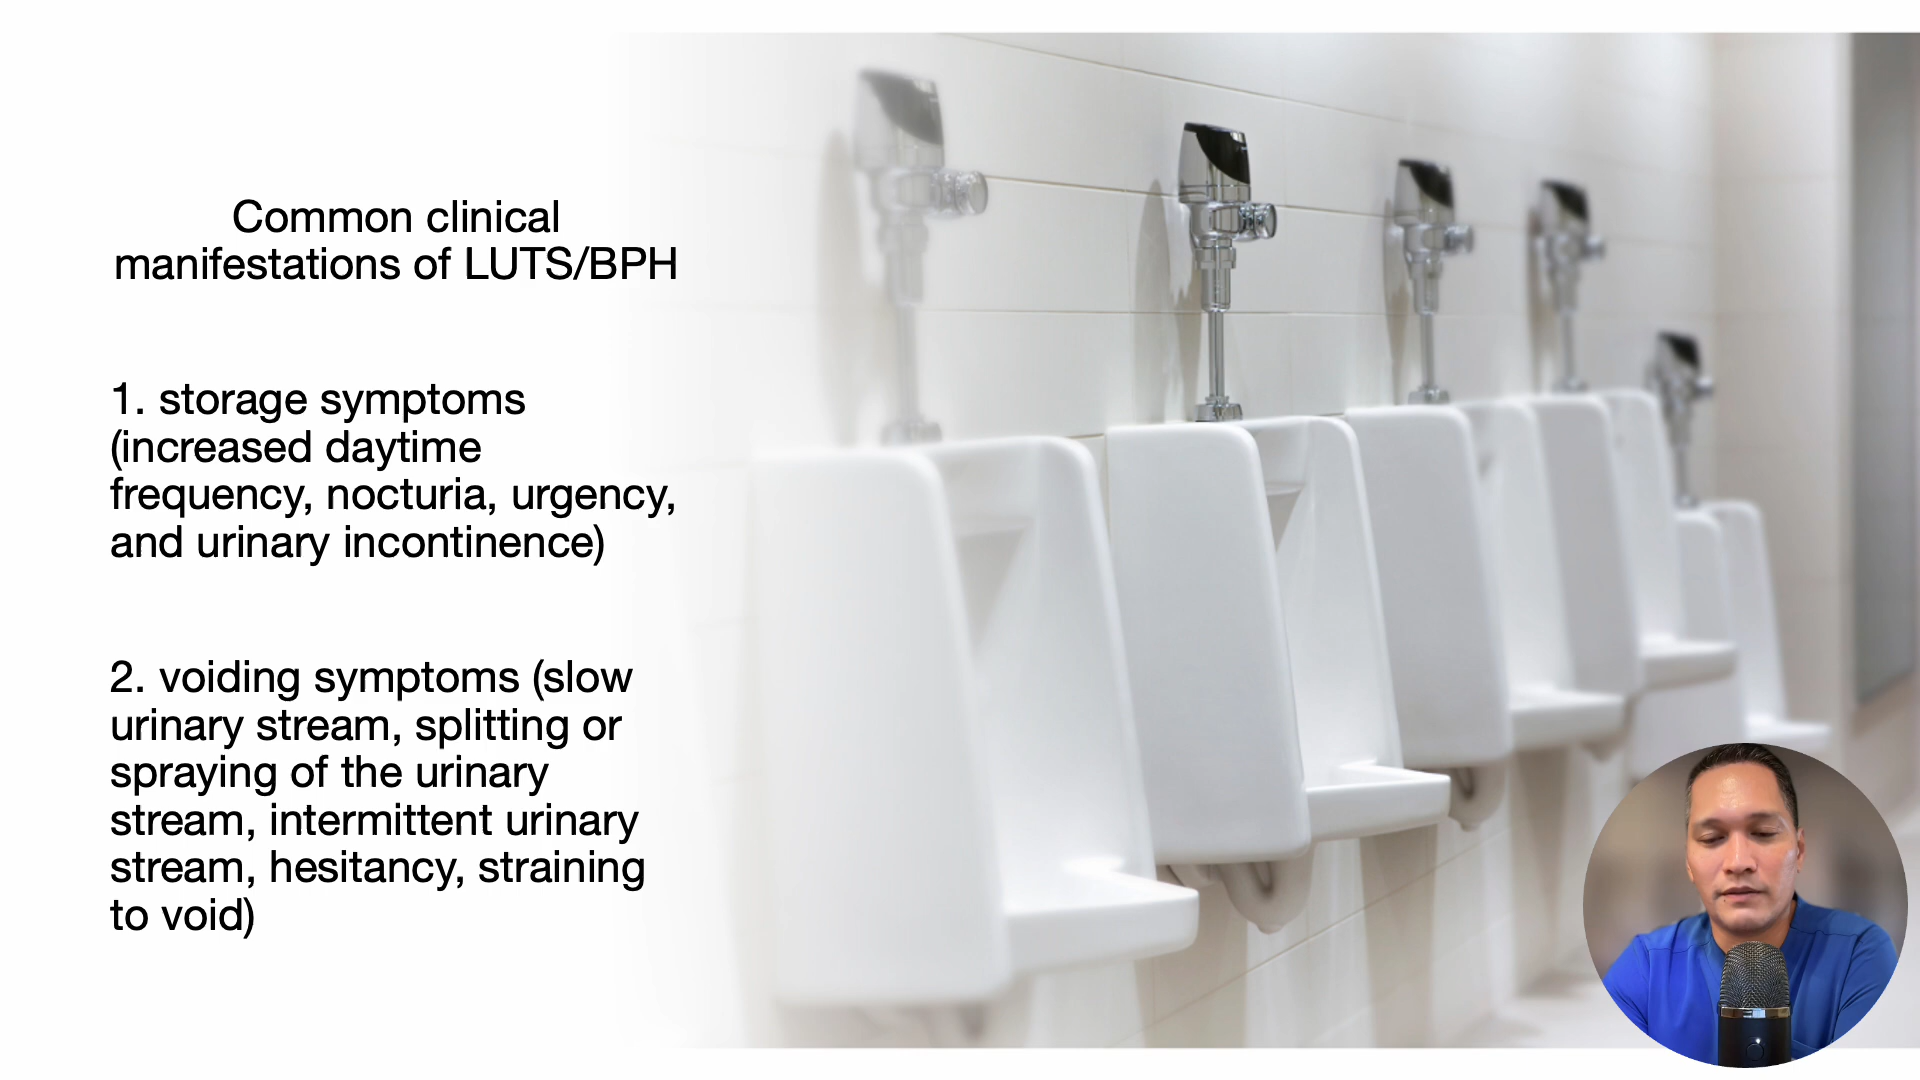 Common clinical
manifestations of LUTS/BPH
1. storage symptoms
(increased daytime
frequency, nocturia, urgency,
and urinary incontinence)
2. voiding symptoms (slow
urinary stream, splitting or
spraying of the urinary
stream, intermittent urinary
stream, hesitancy, straining
to void)